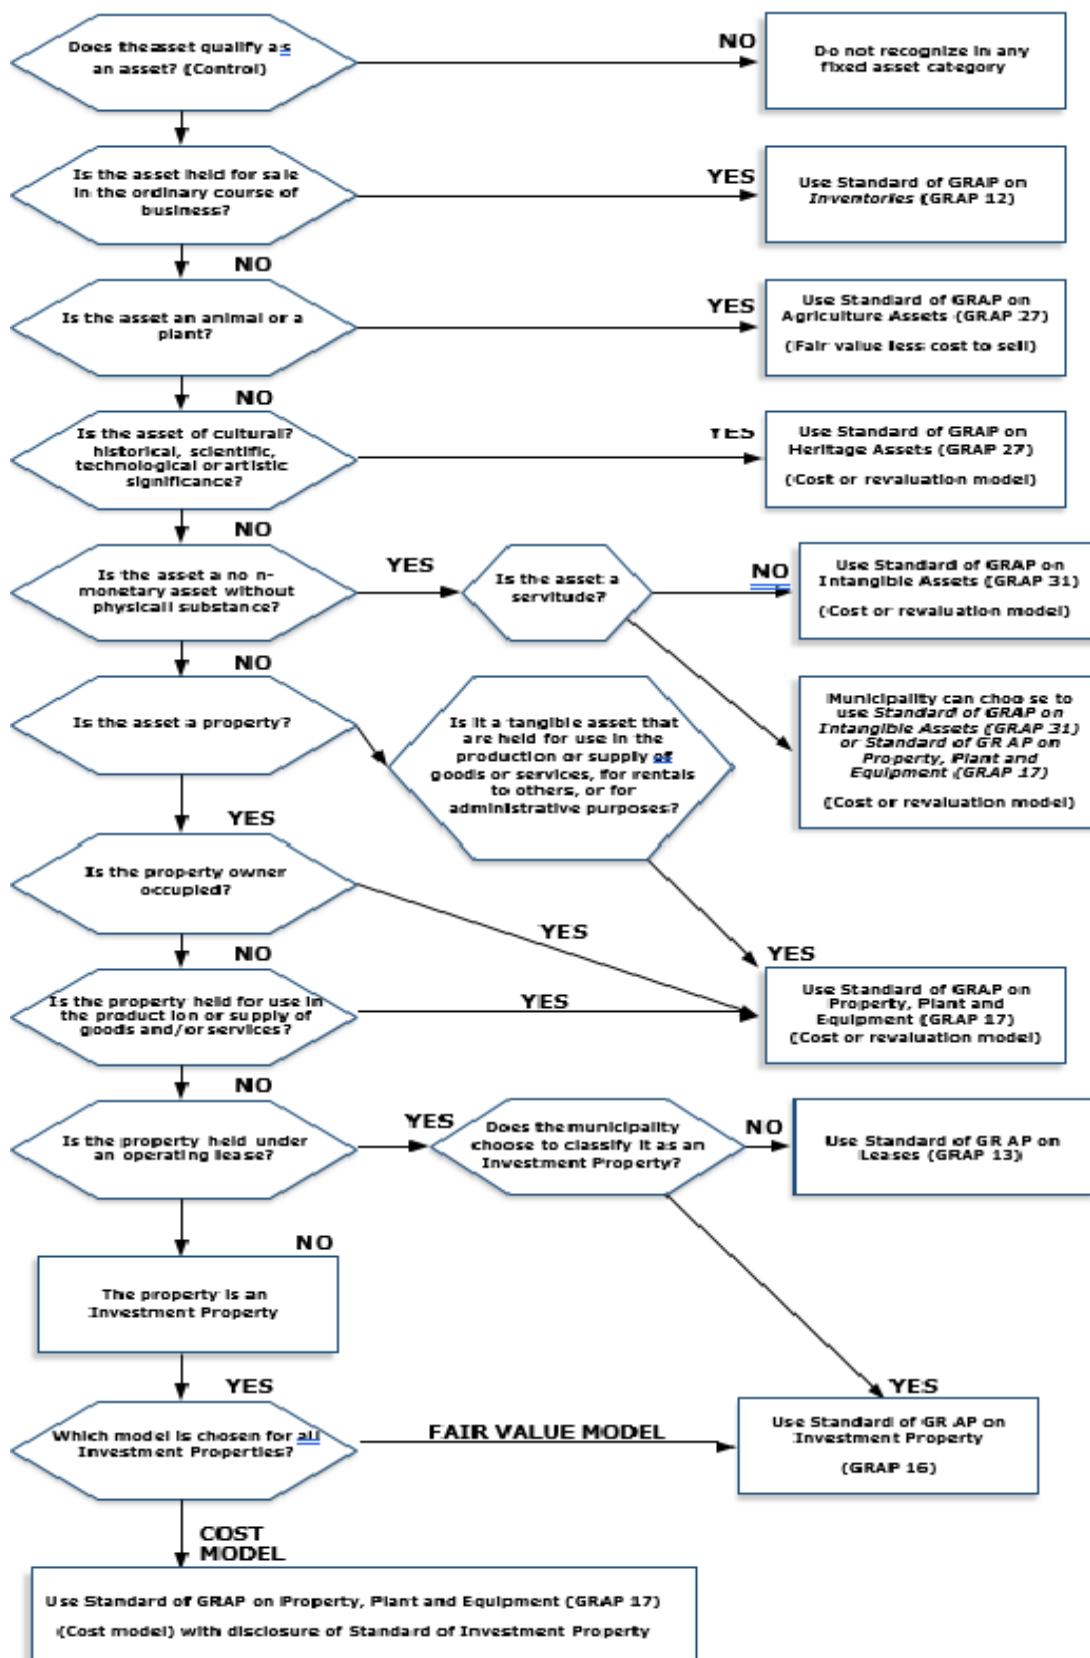 Does the asset qualify as
an asset? (Control)
NO
Do not recognize in any
fixed asset category
Is the asset held for sale
in the ordinary course of
business?
YES
Use Standard of GRAP on
Inventories (GRAP 12)
NO
Is the asset an animal or a
plant?
YES
Use Standard of GRAP on
Agriculture Assets (GRAP 27)
(Fair value less cost to sell)
NO
Is the asset of cultural?
historical, scientific,
technological or artistic
significance?
YES
Use Standard of GRAP on
Heritage Assets (GRAP 27)
(Cost or revaluation model)
NO
Is the asset a no n-
monetary asset without
physical substance?
YES
Is the asset a
servitude?
NO
Use Standard of GRAP on
Intangible Assets (GRAP 31)
(Cost or revaluation model)
Municipality can choose to
use Standard of GRAP on
Intangible Assets (GRAP 31)
or Standard of GRAP on
Property, Plant and
Equipment (GRAP 17)
(Cost or revaluation model)
NO
Is the asset a property?
Is it a tangible asset that
are held for use in the
production or supply of
goods or services, for rentals
to others, or for
administrative purposes?
YES
Is the property owner
occupied?
YES
NO
Is the property held for use in
the production or supply of
goods and/or services?
YES
YES
Use Standard of GRAP on
Property, Plant and
Equipment (GRAP 17)
(Cost or revaluation model)
NO
Is the property held under
an operating lease?
YES
Does the municipality
choose to classify it as an
Investment Property?
NO
Use Standard of GRAP on
Leases (GRAP 13)
NO
The property is an
Investment Property
YES
Which model is chosen for all
Investment Properties?
FAIR VALUE MODEL
YES
Use Standard of GRAP on
Investment Property
(GRAP 16)
COST
MODEL
Use Standard of GRAP on Property, Plant and Equipment (GRAP 17)
(Cost model) with disclosure of Standard of Investment Property